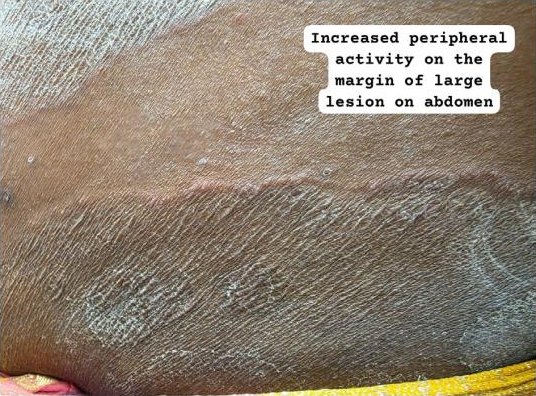 Increased peripheral
activity on the
margin of large
lesion on abdomen